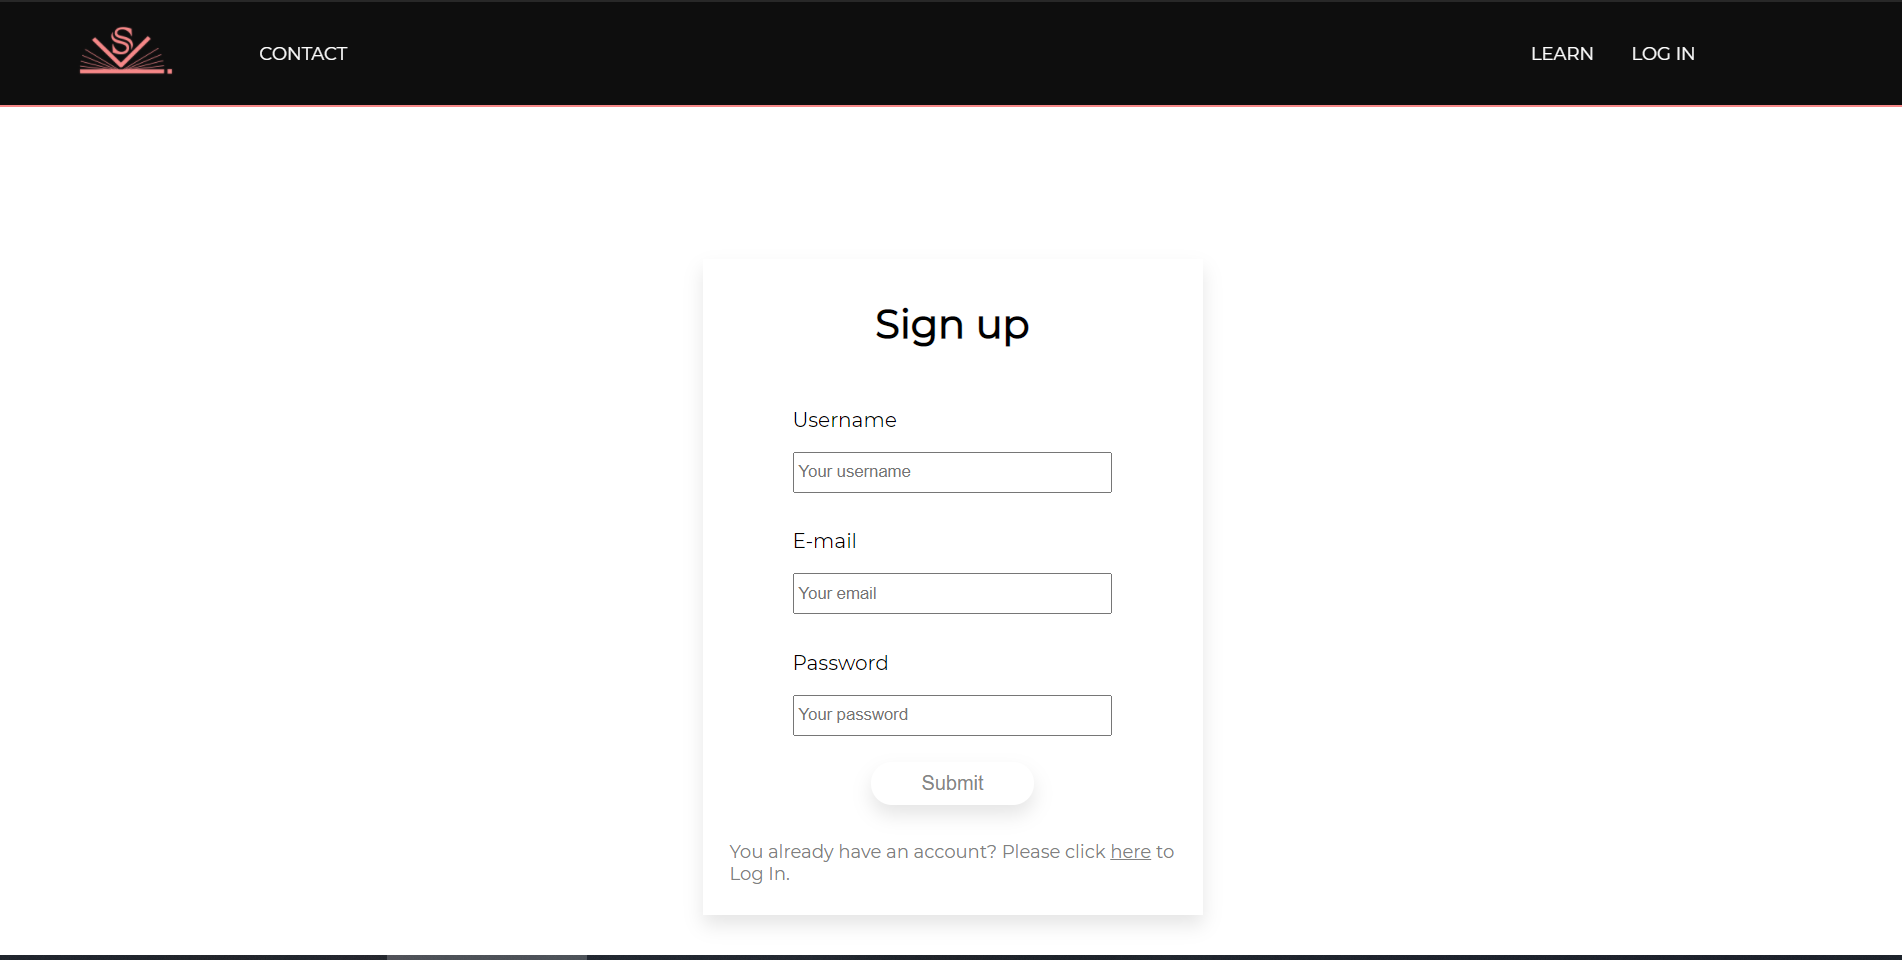 S
CONTACT
LEARN
LOG IN
Sign up
Username
Your username
E-mail
Your email
Password
Your password
Submit
You already have an account? Please click here to
Log In.